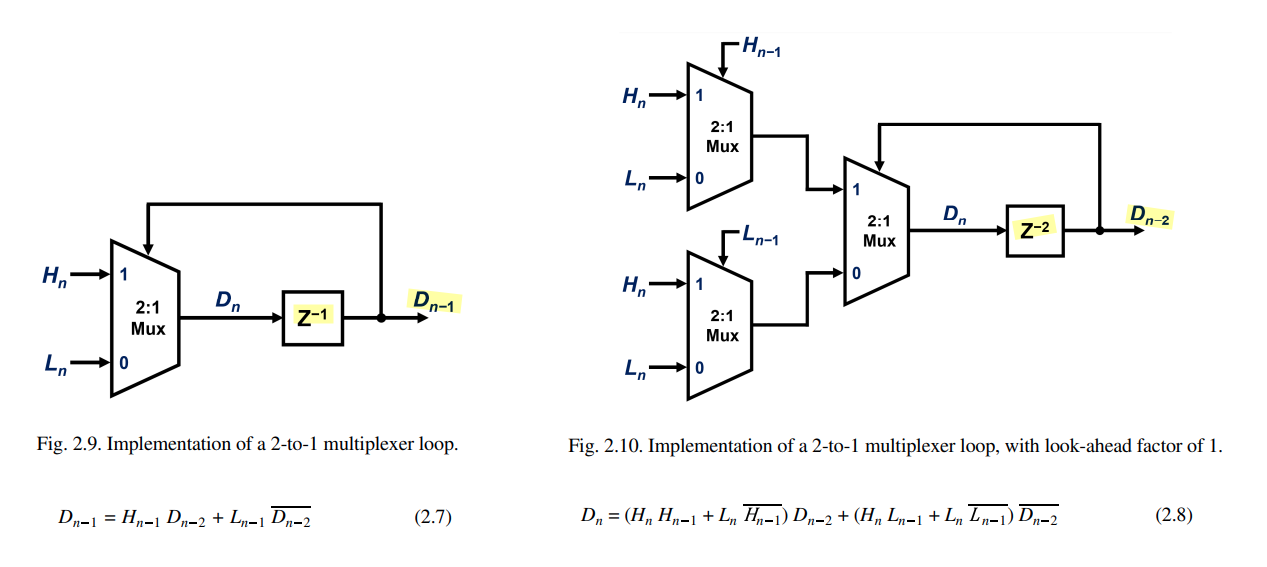 H_n
1
2:1
Mux
L_n
0
D_n
Z⁻¹
D_{n−1}
Fig. 2.9. Implementation of a 2-to-1 multiplexer loop.
D_{n−1} = H_{n−1} D_{n−2} + L_{n−1} \overline{D_{n−2}} (2.7)
H_{n−1}
H_n
1
2:1
Mux
L_n
0
L_{n−1}
H_n
1
2:1
Mux
L_n
0
1
2:1
Mux
0
D_n
Z⁻²
D_{n−2}
Fig. 2.10. Implementation of a 2-to-1 multiplexer loop, with look-ahead factor of 1.
D_n = (H_n H_{n−1} + L_n \overline{H_{n−1}}) D_{n−2} + (H_n L_{n−1} + L_n \overline{L_{n−1}}) \overline{D_{n−2}} (2.8)